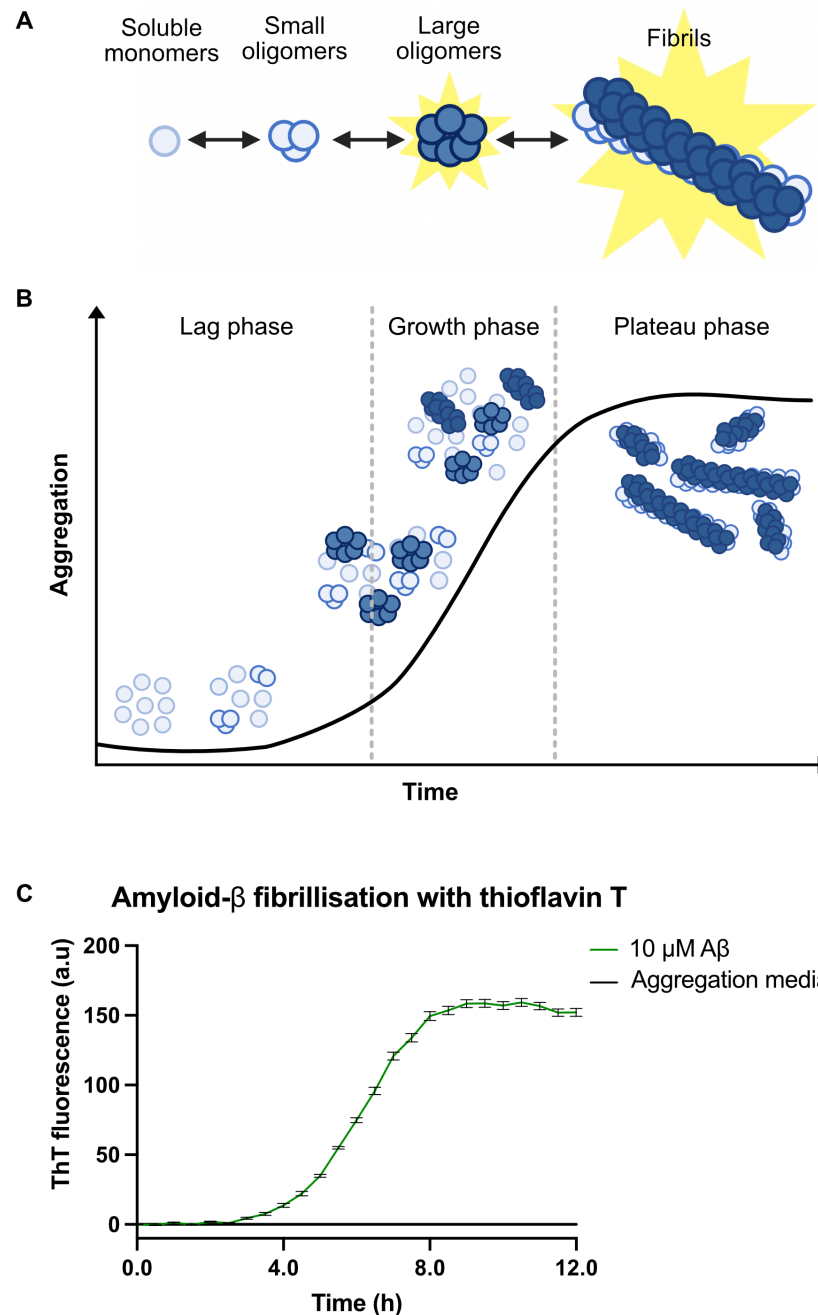 A
Soluble
monomers
Small
oligomers
Large
oligomers
Fibrils
B
Lag phase
Growth phase
Plateau phase
Aggregation
Time
C
Amyloid-β fibrillisation with thioflavin T
ThT fluorescence (a.u)
200
150
100
50
0
0.0
4.0
8.0
12.0
Time (h)
10 μM Aβ
Aggregation media